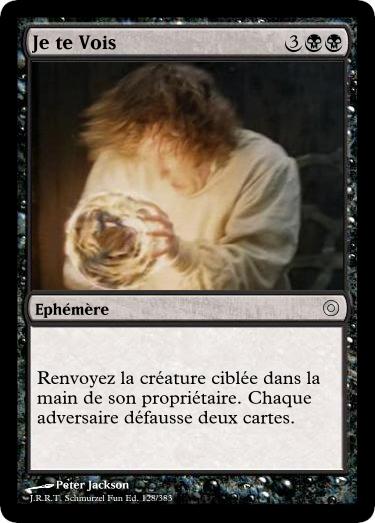 Je te Vois 3
Ephémère
Renvoyez la créature ciblée dans la
main de son propriétaire. Chaque
adversaire défausse deux cartes.
Peter Jackson
J.R.R.T. Schmurzel Fun Ed. 128/383